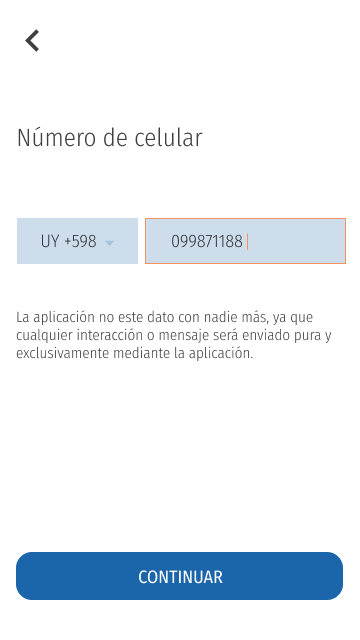 Número de celular
UY +598
099871188
La aplicación no este dato con nadie más, ya que
cualquier interacción o mensaje será enviado pura y
exclusivamente mediante la aplicación.
CONTINUAR